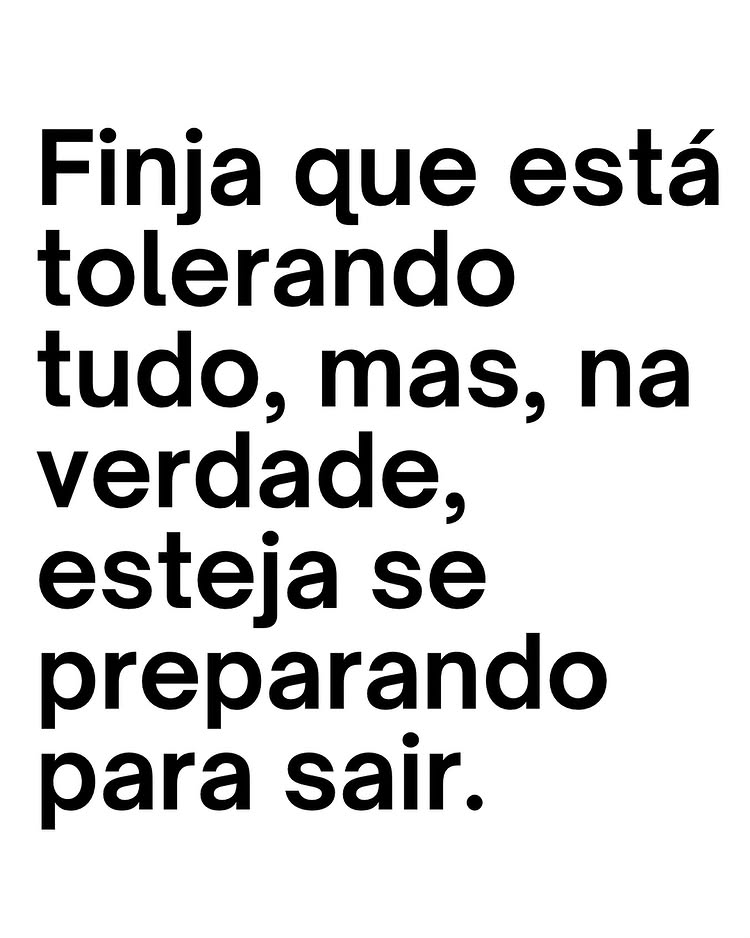 Finja que está
tolerando
tudo, mas, na
verdade,
esteja se
preparando
para sair.